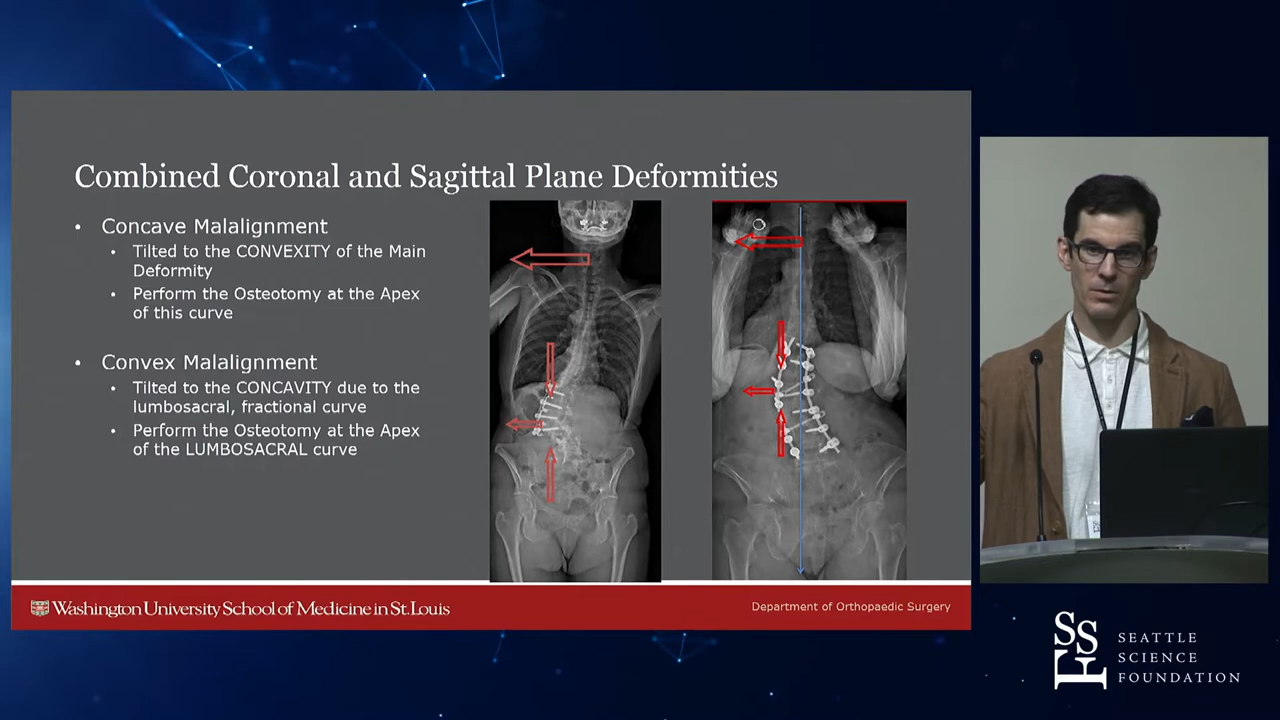 Combined Coronal and Sagittal Plane Deformities
• Concave Malalignment
• Tilted to the CONVEXITY of the Main
Deformity
• Perform the Osteotomy at the Apex
of this curve
• Convex Malalignment
• Tilted to the CONCAVITY due to the
lumbosacral, fractional curve
• Perform the Osteotomy at the Apex
of the LUMBOSACRAL curve
Washington University School of Medicine in St. Louis
Department of Orthopaedic Surgery
SSF
SEATTLE
SCIENCE
FOUNDATION